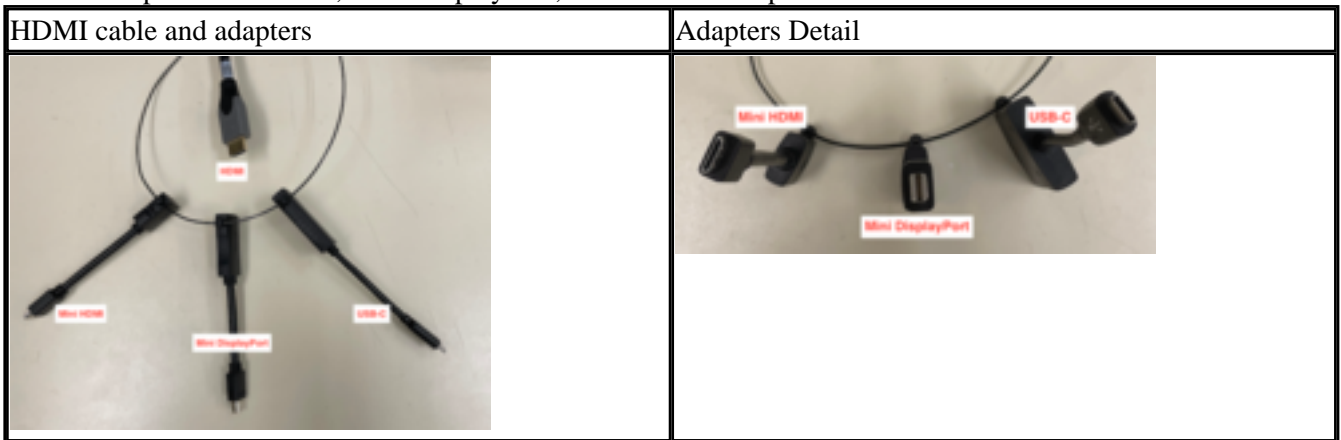 HDMI cable and adapters
Adapters Detail
HDMI
Mini HDMI
Mini DisplayPort
USB-C
Mini HDMI
USB-C
Mini DisplayPort